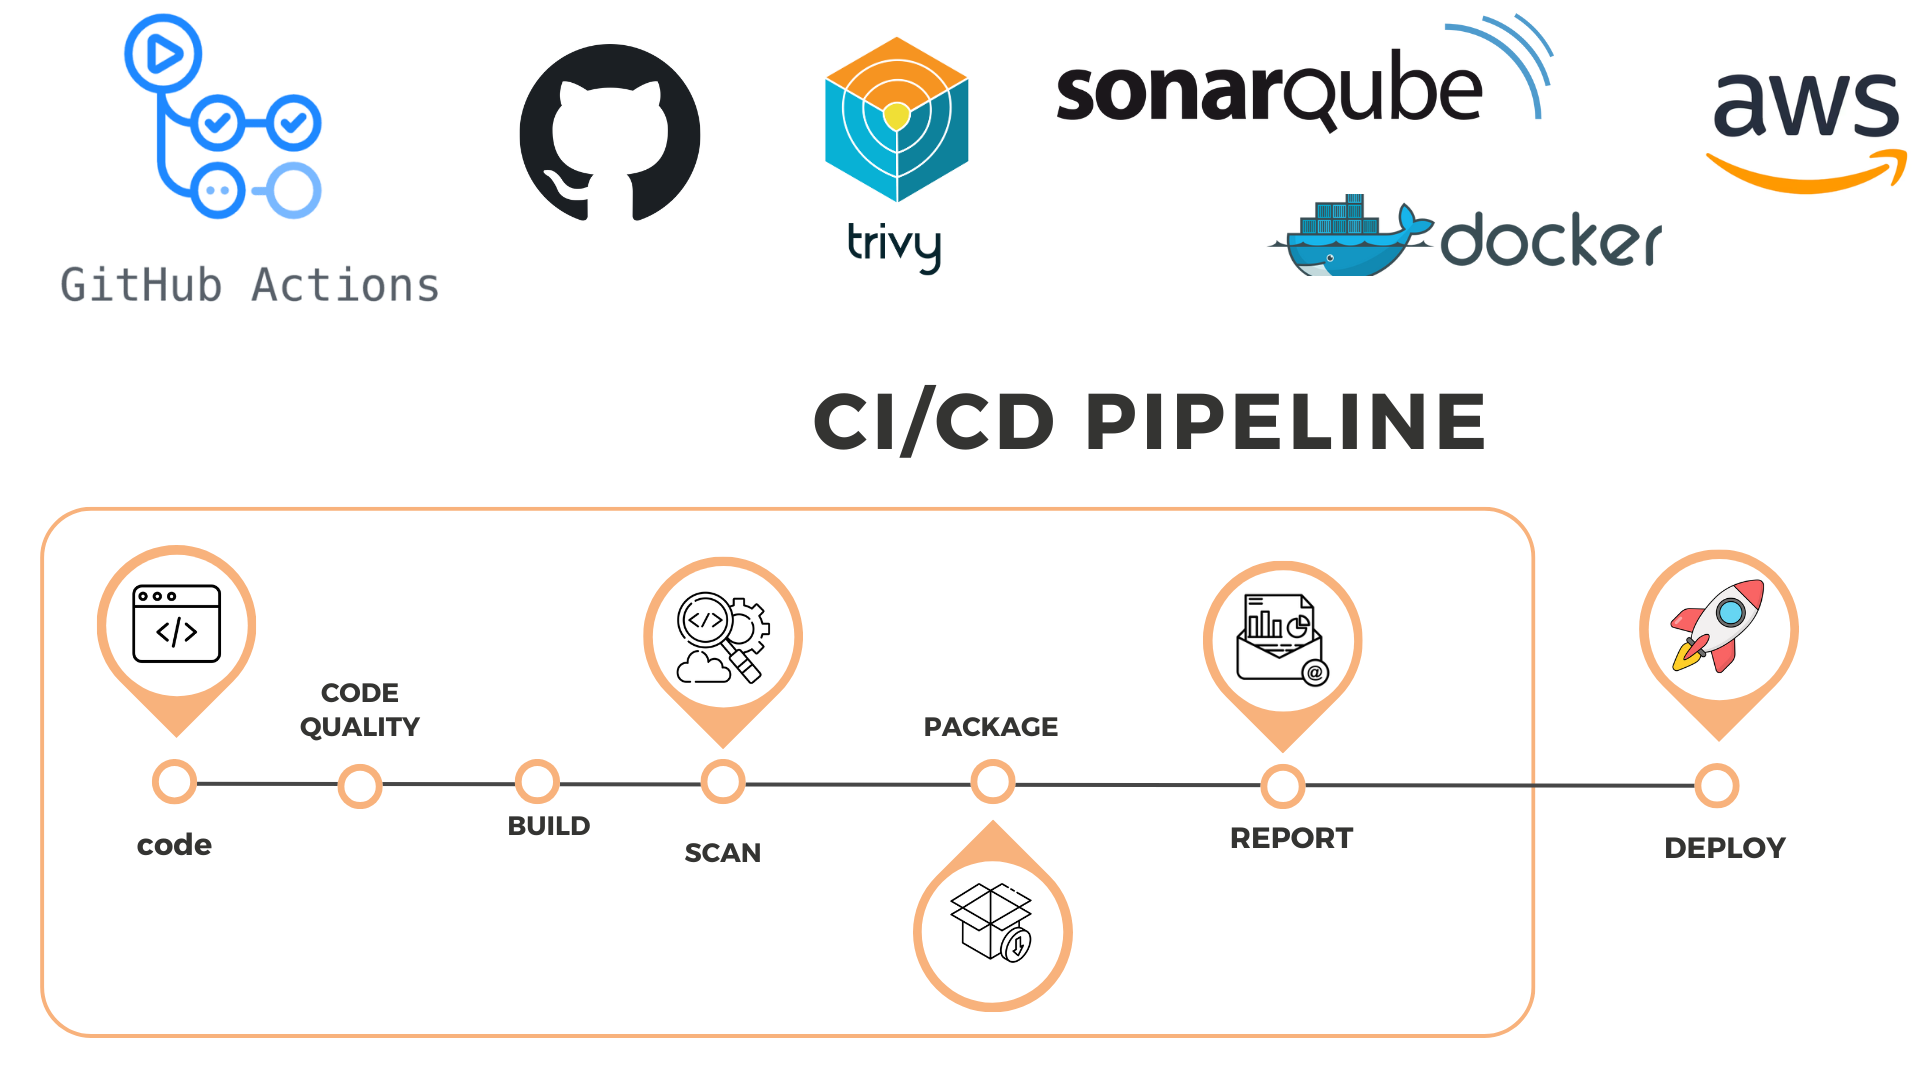 GitHub Actions
trivy
sonarqube
docker
aws
CI/CD PIPELINE
code
CODE
QUALITY
BUILD
</>
SCAN
PACKAGE
REPORT
@
DEPLOY
</>